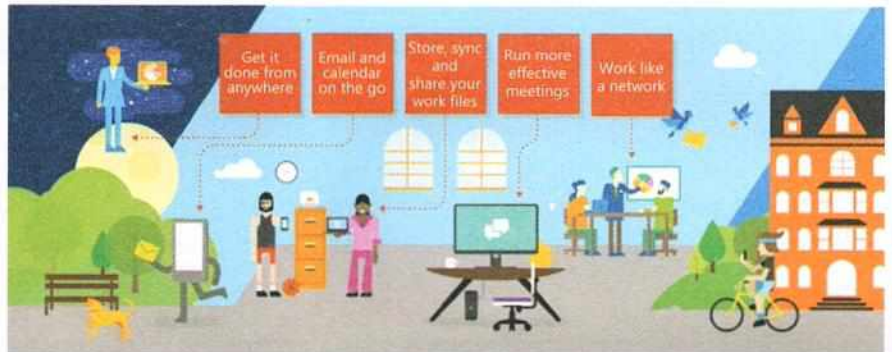 Get it
done from
anywhere
Email and
calendar
on the go
Store, sync
and
share your
work files
Run more
effective
meetings
Work like
a network